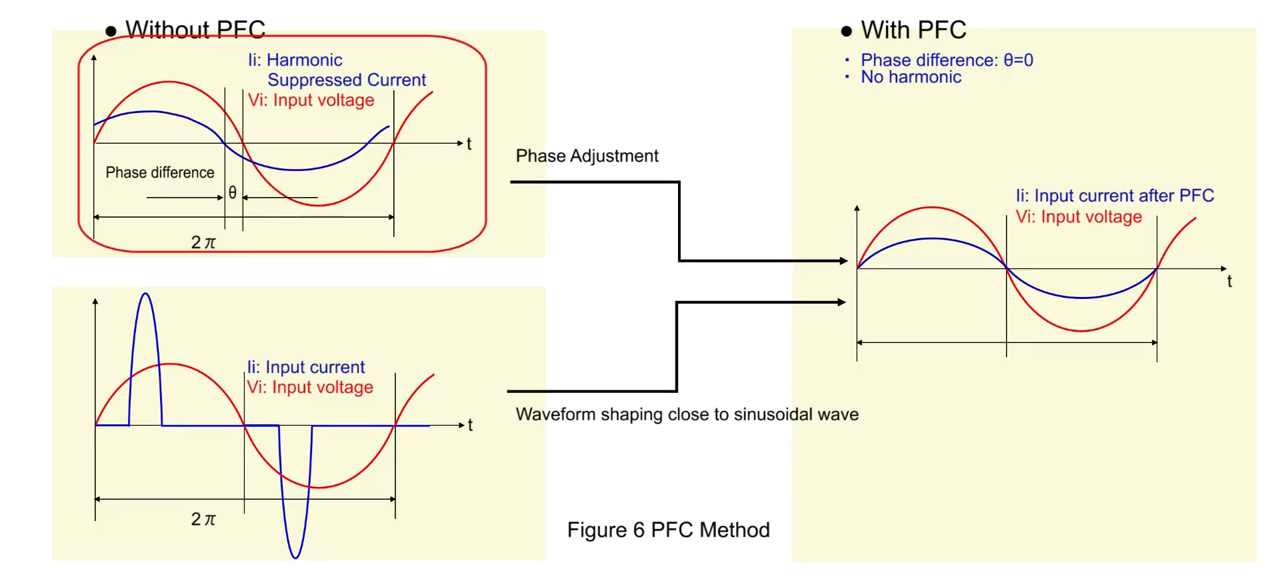 ● Without PFC
Ii: Harmonic
Suppressed Current
Vi: Input voltage
t
Phase difference
θ
2π
Ii: Input current
Vi: Input voltage
t
2π
Phase Adjustment
Waveform shaping close to sinusoidal wave
● With PFC
・ Phase difference: θ=0
・ No harmonic
Ii: Input current after PFC
Vi: Input voltage
t
Figure 6 PFC Method